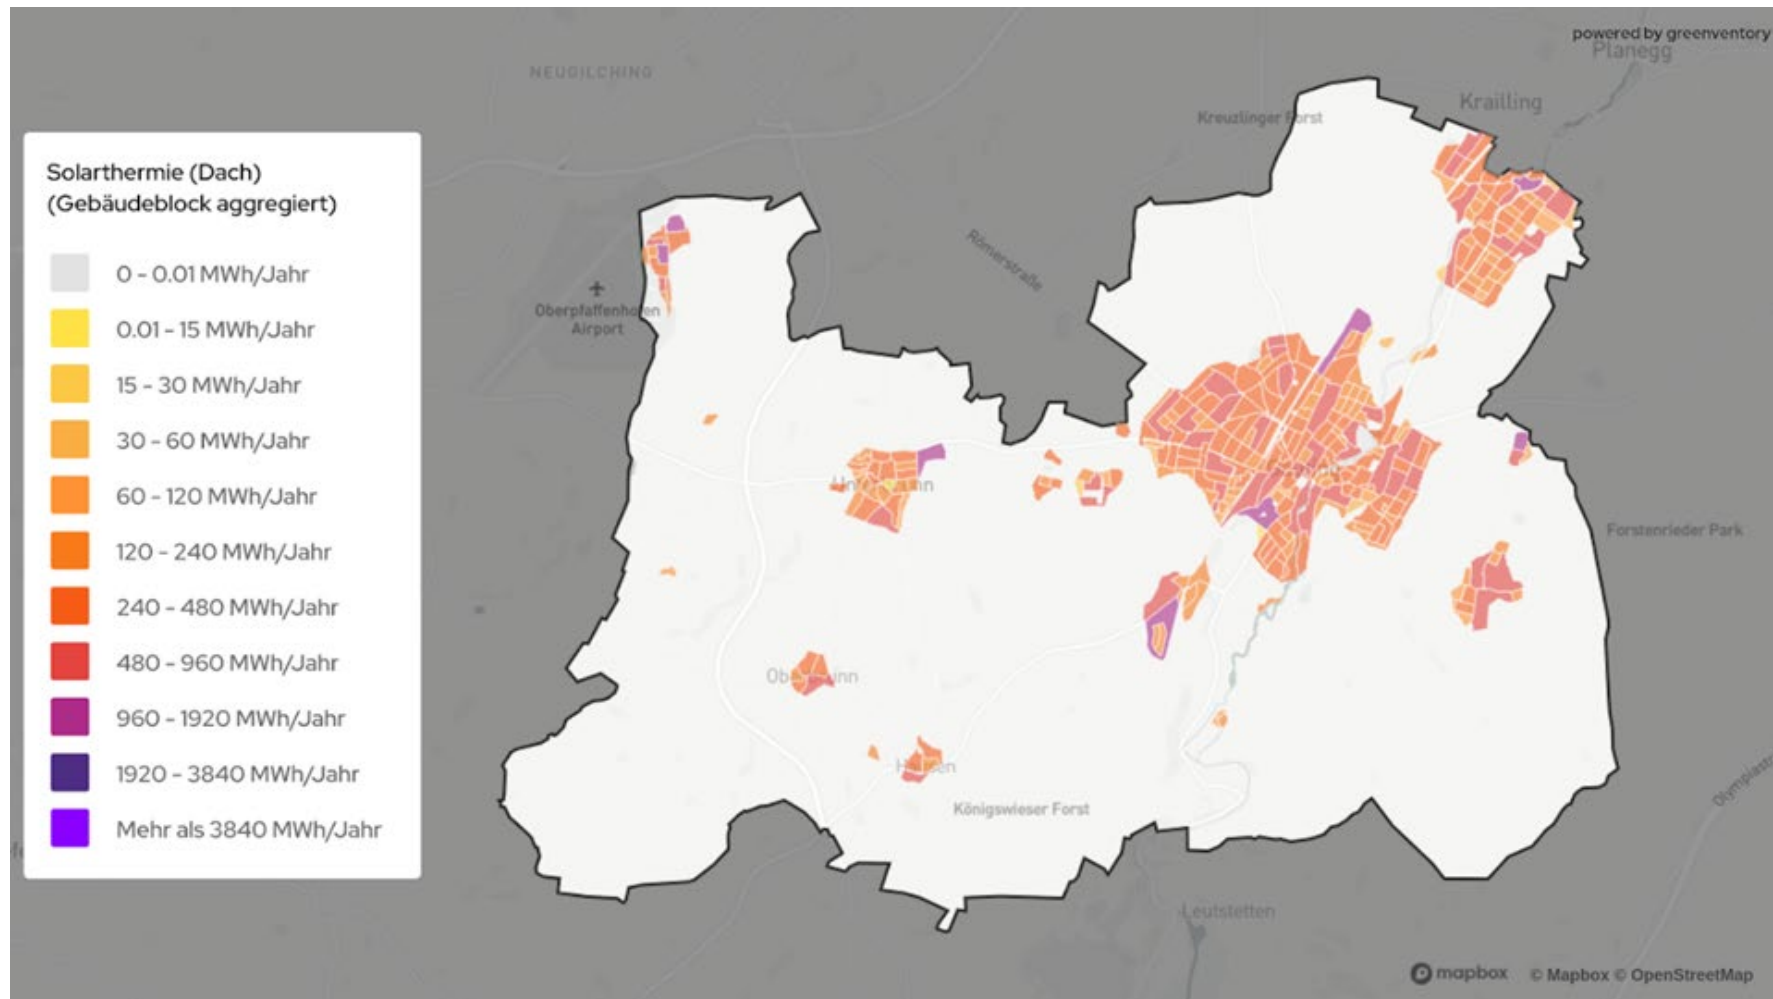 powered by greenventory
Planegg
NEUGILCHING
Krailling
Kreuzlinger Forst
Solarthermie (Dach)
(Gebäudeblock aggregiert)
0 - 0.01 MWh/Jahr
0.01 - 15 MWh/Jahr
15 - 30 MWh/Jahr
30 - 60 MWh/Jahr
60 - 120 MWh/Jahr
120 - 240 MWh/Jahr
240 - 480 MWh/Jahr
480 - 960 MWh/Jahr
960 - 1920 MWh/Jahr
1920 - 3840 MWh/Jahr
Mehr als 3840 MWh/Jahr
Römerstraße
Oberpfaffenhofen
Airport
Forstenrieder Park
Königswieser Forst
Leutstetten
mapbox
© Mapbox © OpenStreetMap